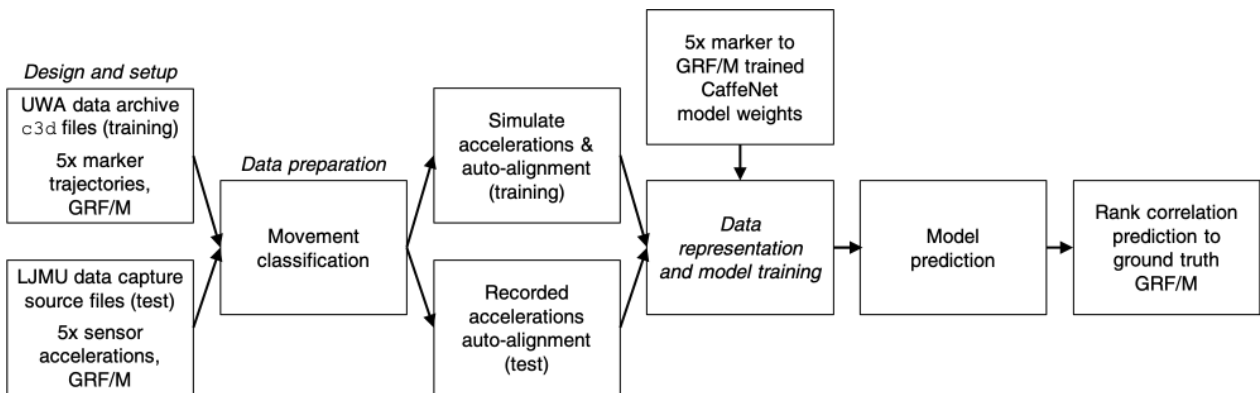 Design and setup
UWA data archive
c3d files (training)
5x marker
trajectories,
GRF/M
LJMU data capture
source files (test)
5x sensor
accelerations,
GRF/M
Data preparation
Movement
classification
Simulate
accelerations &
auto-alignment
(training)
Recorded
accelerations
auto-alignment
(test)
5x marker to
GRF/M trained
CaffeNet
model weights
Data
representation
and model training
Model
prediction
Rank correlation
prediction to
ground truth
GRF/M